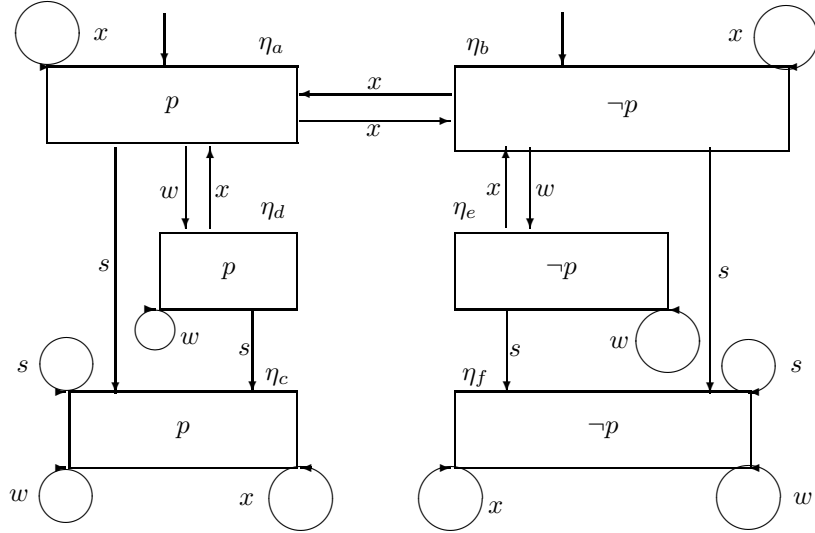 x η_a η_b x
p x ¬p
x
w x x w
η_d η_e
s p ¬p s
w s s w
s η_c η_f s
p ¬p
w x x w